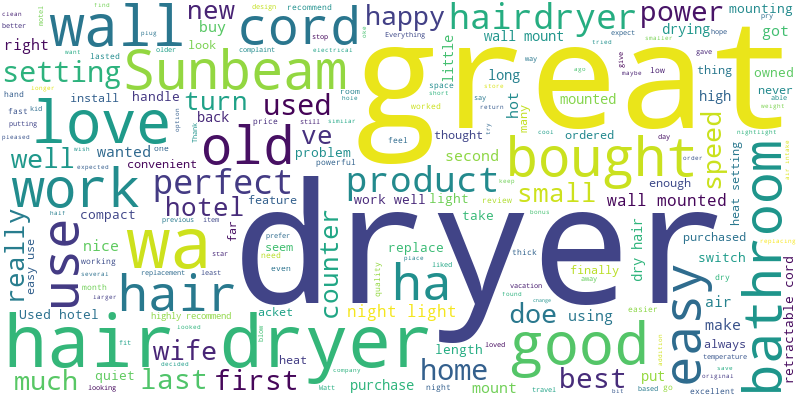 wall
cord
hairdryer
power
mounting
new
happy
buy
recommend
right
look
setting
Sunbeam
great
turn
used
install
handle
love
old
back
ve
problem
well
wanted
convenient
work
perfect
product
bought
speed
hotel
feature
work well
light
small
wall mounted
compact
really
easy use
use
nice
wa
far
counter
seem
take
replace
dryer
bathroom
retractable cord
heat setting
wall mount
drying
got
little
long
hot
many
mounted
high
thing
owned
never
ordered
thought
second
enough
purchased
switch
dry hair
finally
easy
air
make
always
hair
ha
night light
doe
using
Used hotel
highly recommend
hair dryer
wife
much
quiet
last
first
heat
length
purchase
home
mount
good
best
put
night
travel
based
excellent
temperature
original
vacation
loved
easier
company
Watt
decided
looking
looked
replacement
previous
item
star
several
month
larger
working
half
fit
blow
acket
prefer
need
even
least
quality
liked
piece
thick
found
change
away
addition
bonus
review
keep
feel
powerful
similar
still
price
Thank
option
room
space
short
worked
tried
say
return
try
cool
ago
store
day
order
nightlight
able
weight
hope
expect
smaller
give
maybe
low
gave
pry
way
design
plug
electrical
complaint
stop
Everything
one
hand
fast
kid
putting
pleased
wish
expected
want
lasted
older
longer
clean
better
motel
find
replacing
dry
save
bit
go